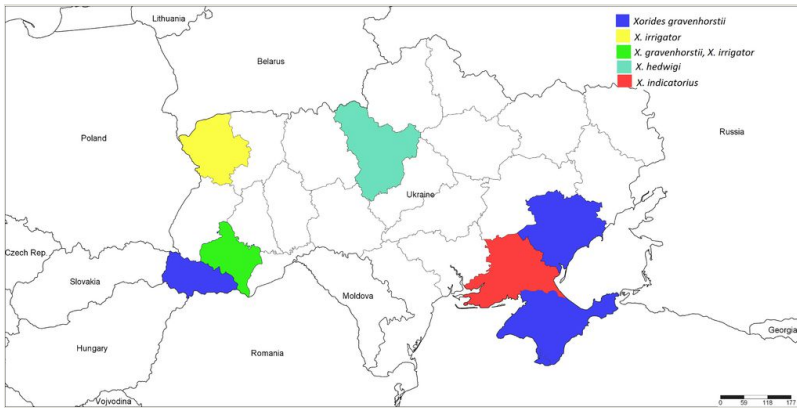 Lithuania
Xorides gravenhorstii
X. irrigator
X. gravenhorstii, X. irrigator
X. hedwigi
X. indicatorius
Belarus
Poland
Russia
Ukraine
Czech Rep.
Slovakia
Moldova
Georgia
Hungary
Romania
Vojvodina
0 59 118 177